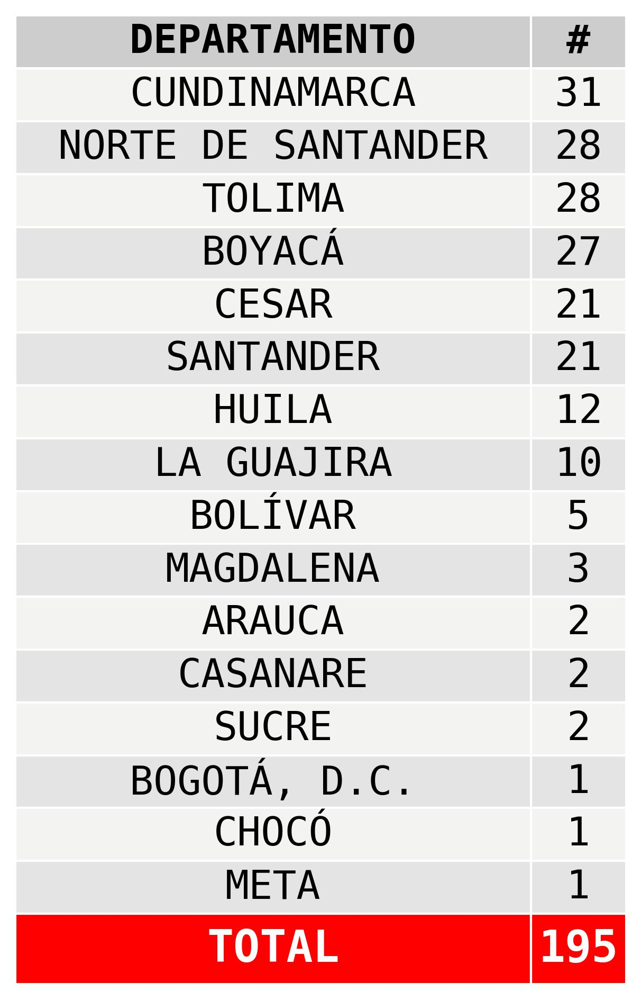 DEPARTAMENTO #
CUNDINAMARCA 31
NORTE DE SANTANDER 28
TOLIMA 28
BOYACÁ 27
CESAR 21
SANTANDER 21
HUILA 12
LA GUAJIRA 10
BOLÍVAR 5
MAGDALENA 3
ARAUCA 2
CASANARE 2
SUCRE 2
BOGOTÁ, D.C. 1
CHOCÓ 1
META 1
TOTAL 195